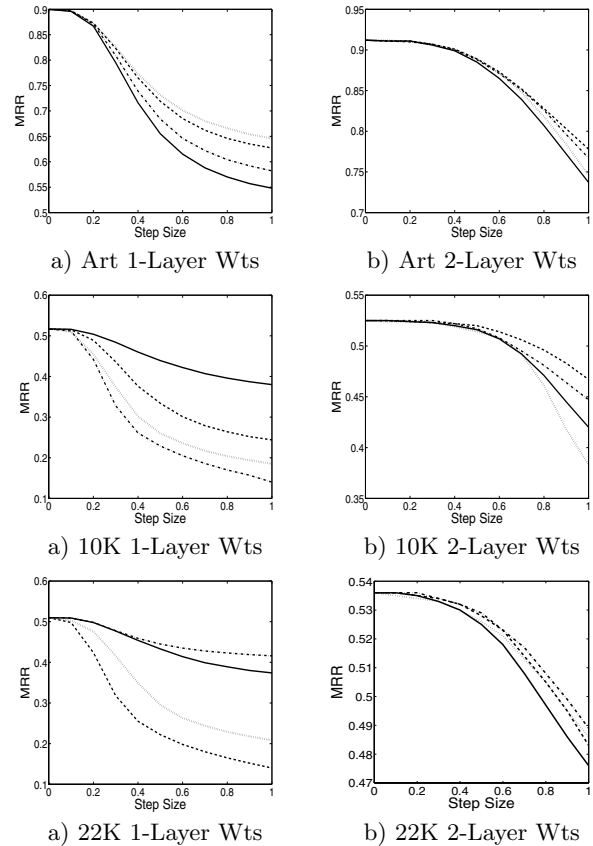 0.9
0.85
0.8
0.75
0.7
0.65
0.6
0.55
0.5
MRR
0 0.2 0.4 0.6 0.8 1
Step Size
a) Art 1-Layer Wts
0.95
0.9
0.85
0.8
0.75
0.7
MRR
0 0.2 0.4 0.6 0.8 1
Step Size
b) Art 2-Layer Wts
0.6
0.5
0.4
0.3
0.2
0.1
MRR
0 0.2 0.4 0.6 0.8 1
Step Size
a) 10K 1-Layer Wts
0.55
0.5
0.45
0.4
0.35
MRR
0 0.2 0.4 0.6 0.8 1
Step Size
b) 10K 2-Layer Wts
0.6
0.5
0.4
0.3
0.2
0.1
MRR
0 0.2 0.4 0.6 0.8 1
Step Size
a) 22K 1-Layer Wts
0.54
0.53
0.52
0.51
0.5
0.49
0.48
0.47
MRR
0 0.2 0.4 0.6 0.8 1
Step Size
b) 22K 2-Layer Wts